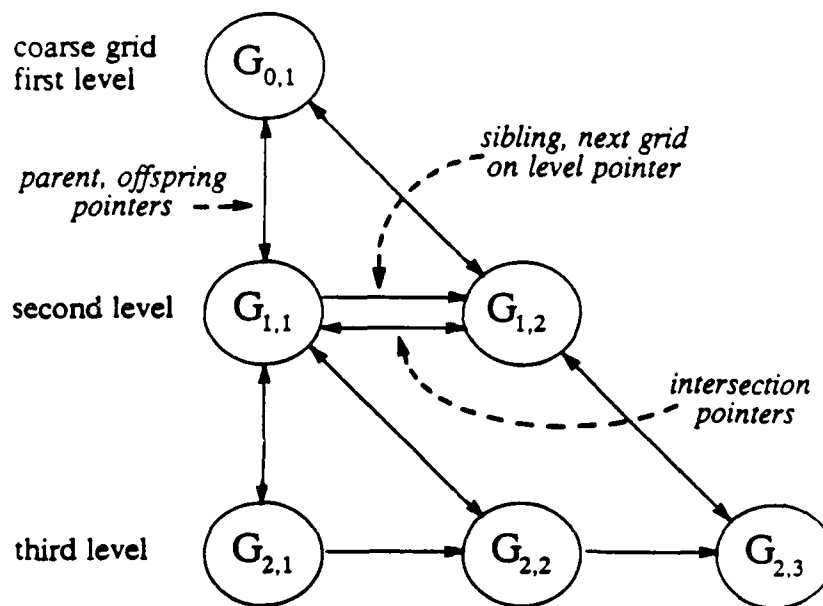 coarse grid
first level
G0,1
sibling, next grid
on level pointer
parent, offspring
pointers
second level
G1,1
G1,2
intersection
pointers
third level
G2,1
G2,2
G2,3